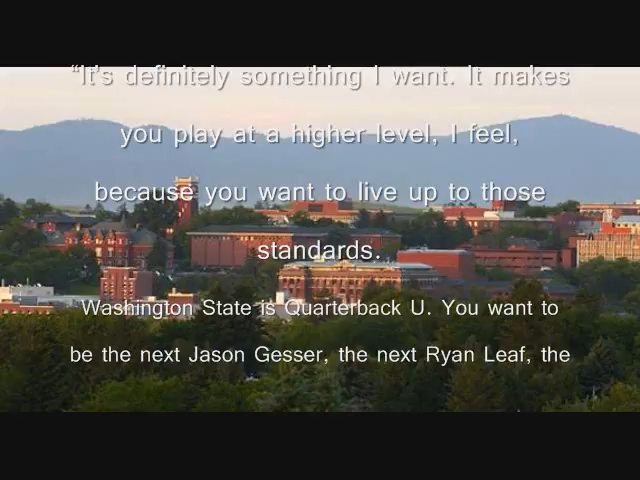 “It's definitely something I want. It makes
you play at a higher level, I feel,
because you want to live up to those
standards.
Washington State is Quarterback U. You want to
be the next Jason Gesser, the next Ryan Leaf, the